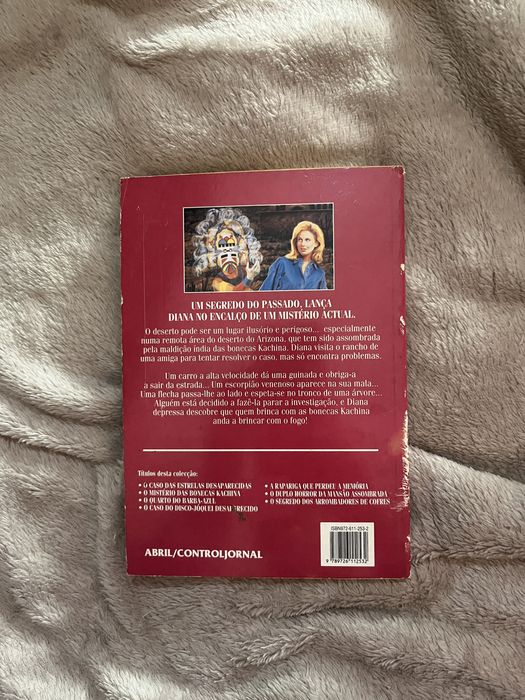 UM SEGREDO DO PASSADO, LANÇA
DIANA NO ENCALÇO DE UM MISTÉRIO ACTUAL.
O deserto pode ser um lugar ilusório e perigoso... especialmente
numa remota área do deserto do Arizona, que tem sido assombrada
pela maldição índia das bonecas Kachina. Diana visita o rancho de
uma amiga para tentar resolver o caso, mas só encontra problemas.
Um carro a alta velocidade dá uma guinada e obriga-a
a sair da estrada... Um escorpião venenoso aparece na sua mala...
Uma flecha passa-lhe ao lado e espeta-se no tronco de uma árvore...
Alguém está decidido a fazê-la parar a investigação, e Diana
depressa descobre que quem brinca com as bonecas Kachina
anda a brincar com o fogo!
Títulos desta colecção:
• O CASO DAS ESTRELAS DESAPARECIDAS
• O MISTÉRIO DAS BONECAS KACHINA
• O QUARTO DO BARBA-AZUL
• O CASO DO DISCO-JÓQUEI DESAPARECIDO
• A RAPARIGA QUE PERDEU A MEMÓRIA
• O DUPLO HORROR DA MANSÃO ASSOMBRADA
• O SEGREDO DOS ARROMBADORES DE COFRES
ABRIL/CONTROLJORNAL
ISBN972-611-253-2
9 789726 112532